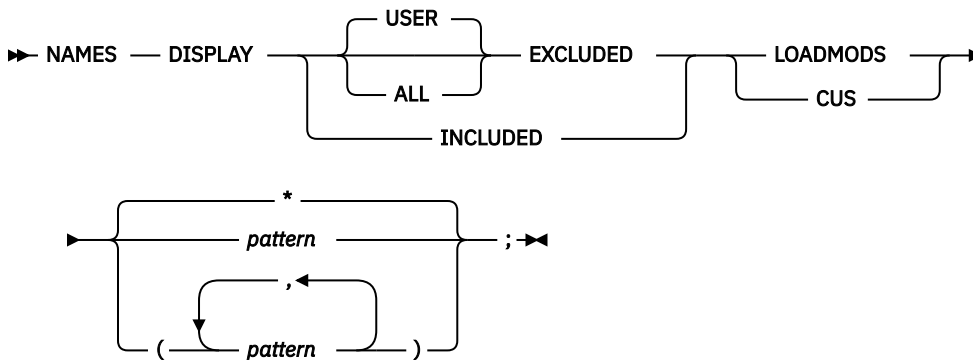 USER
NAMES DISPLAY EXCLUDED LOADMODS
ALL CUS
INCLUDED
*
pattern ;
,
( pattern )